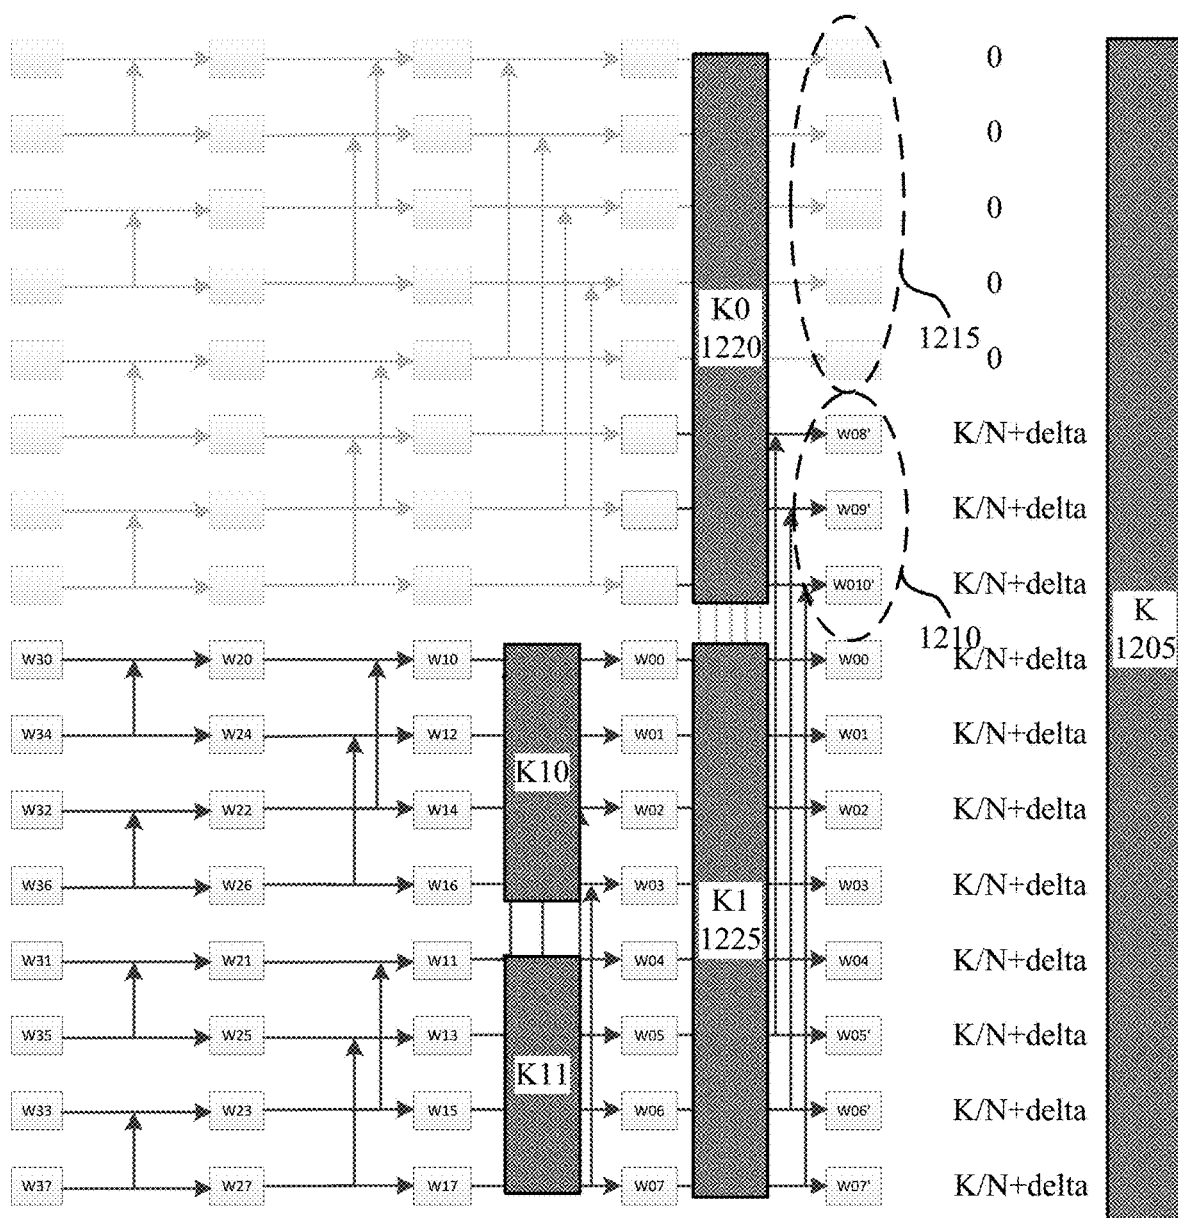 0
0
0
0
K0
1220
1215
0
W08' K/N+delta
W09' K/N+delta
W010' K/N+delta
1210
K
1205
W30 W20 W10 W00 W00 K/N+delta
W34 W24 W12 W01 W01 K/N+delta
K10
W32 W22 W14 W02 W02 K/N+delta
W36 W26 W16 W03 W03 K/N+delta
K1
1225
W31 W21 W11 W04 W04 K/N+delta
W35 W25 W13 W05 W05' K/N+delta
K11
W33 W23 W15 W06 W06' K/N+delta
W37 W27 W17 W07 W07' K/N+delta